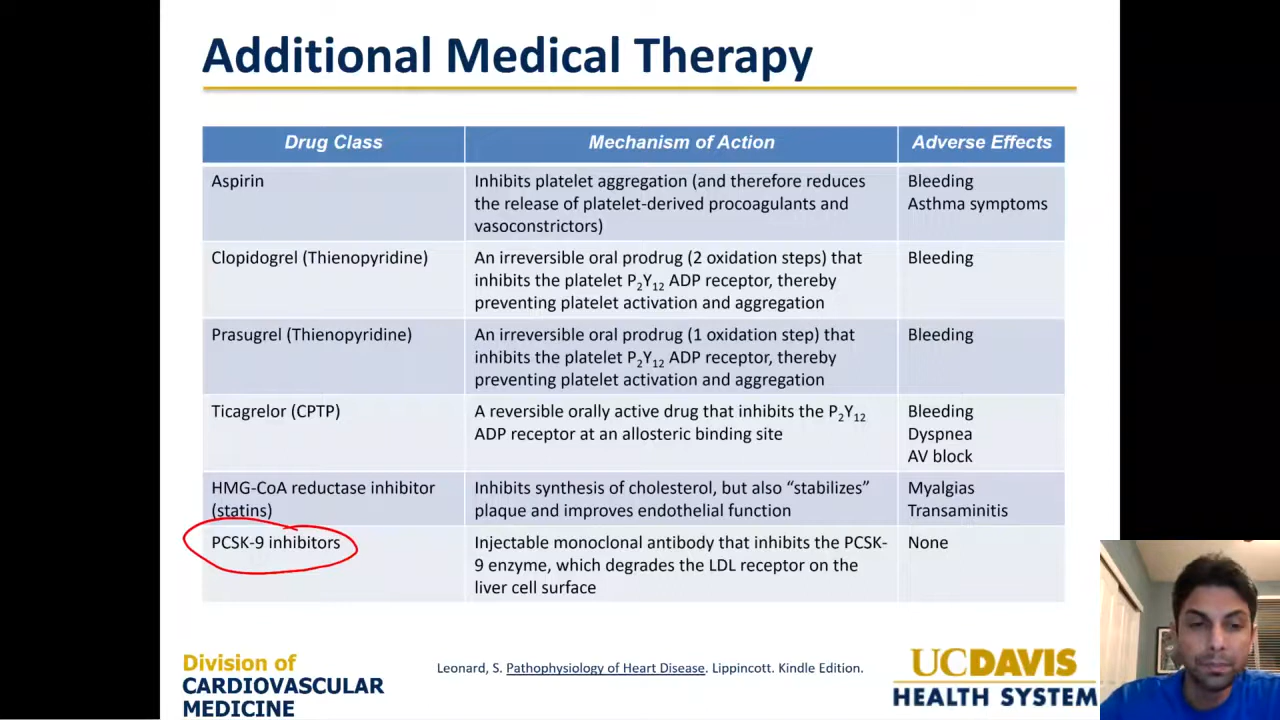 Additional Medical Therapy
Drug Class
Mechanism of Action
Adverse Effects
Aspirin
Inhibits platelet aggregation (and therefore reduces
the release of platelet-derived procoagulants and
vasoconstrictors)
Bleeding
Asthma symptoms
Clopidogrel (Thienopyridine)
An irreversible oral prodrug (2 oxidation steps) that
inhibits the platelet P₂Y₁₂ ADP receptor, thereby
preventing platelet activation and aggregation
Bleeding
Prasugrel (Thienopyridine)
An irreversible oral prodrug (1 oxidation step) that
inhibits the platelet P₂Y₁₂ ADP receptor, thereby
preventing platelet activation and aggregation
Bleeding
Ticagrelor (CPTP)
A reversible orally active drug that inhibits the P₂Y₁₂
ADP receptor at an allosteric binding site
Bleeding
Dyspnea
AV block
HMG-CoA reductase inhibitor
(statins)
Inhibits synthesis of cholesterol, but also “stabilizes”
plaque and improves endothelial function
Myalgias
Transaminitis
PCSK-9 inhibitors
Injectable monoclonal antibody that inhibits the PCSK-
9 enzyme, which degrades the LDL receptor on the
liver cell surface
None
Division of
CARDIOVASCULAR
MEDICINE
Leonard, S. Pathophysiology of Heart Disease. Lippincott. Kindle Edition.
UCDAVIS
HEALTH SYSTEM